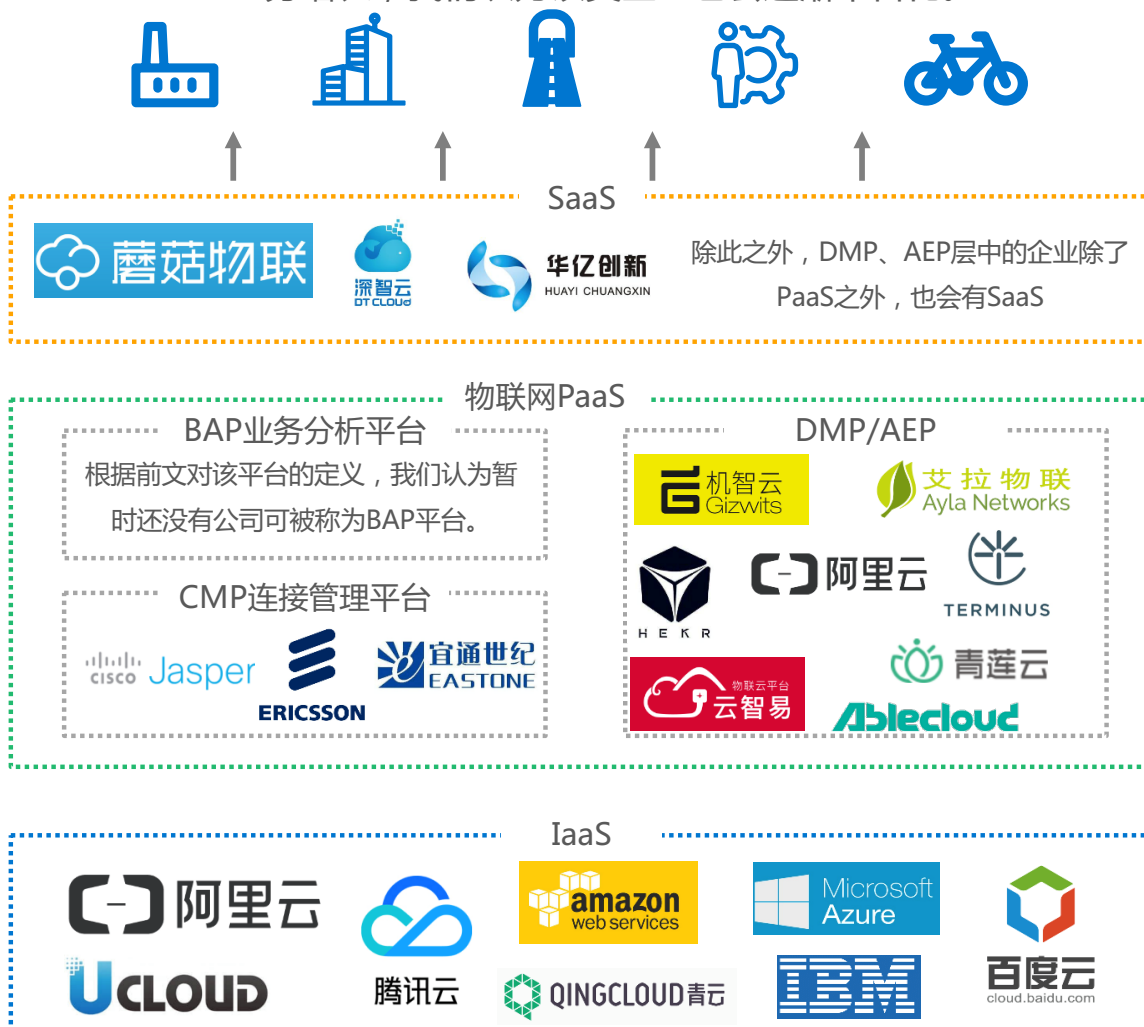 SaaS
蘑菇物联
深智云
DT CLOUD
华亿创新
HUAYI CHUANGXIN
除此之外，DMP、AEP层中的企业除了
PaaS之外，也会有SaaS
物联网PaaS
BAP业务分析平台
根据前文对该平台的定义，我们认为暂
时还没有公司可被称为BAP平台。
CMP连接管理平台
cisco Jasper
ERICSSON
宜通世纪
EASTONE
DMP/AEP
机智云
Gizwits
艾拉物联
Ayla Networks
HEKR
阿里云
TERMINUS
物联云平台
云智易
青莲云
Ablecloud
IaaS
阿里云
腾讯云
amazon
web services
Microsoft
Azure
百度云
cloud.baidu.com
UCLOUD
QINGCLOUD青云
IBM